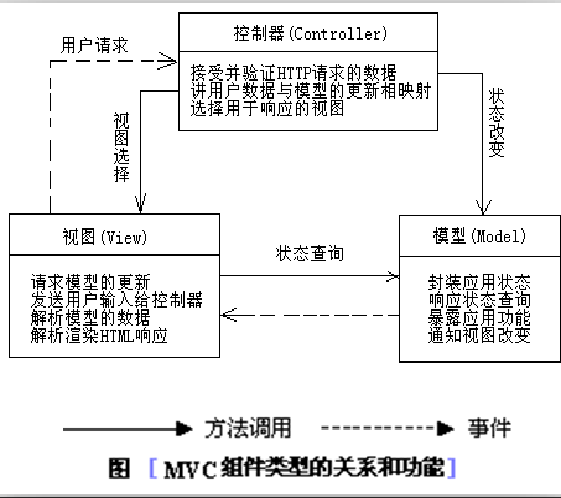 控制器(Controller)
用户请求
接受并验证HTTP请求的数据
讲用户数据与模型的更新相映射
选择用于响应的视图
视图选择
状态改变
视图(View)
模型(Model)
状态查询
请求模型的更新
发送用户输入给控制器
解析模型的数据
解析渲染HTML响应
封装应用状态
响应状态查询
暴露应用功能
通知视图改变
方法调用
事件
图 [MVC组件类型的关系和功能]